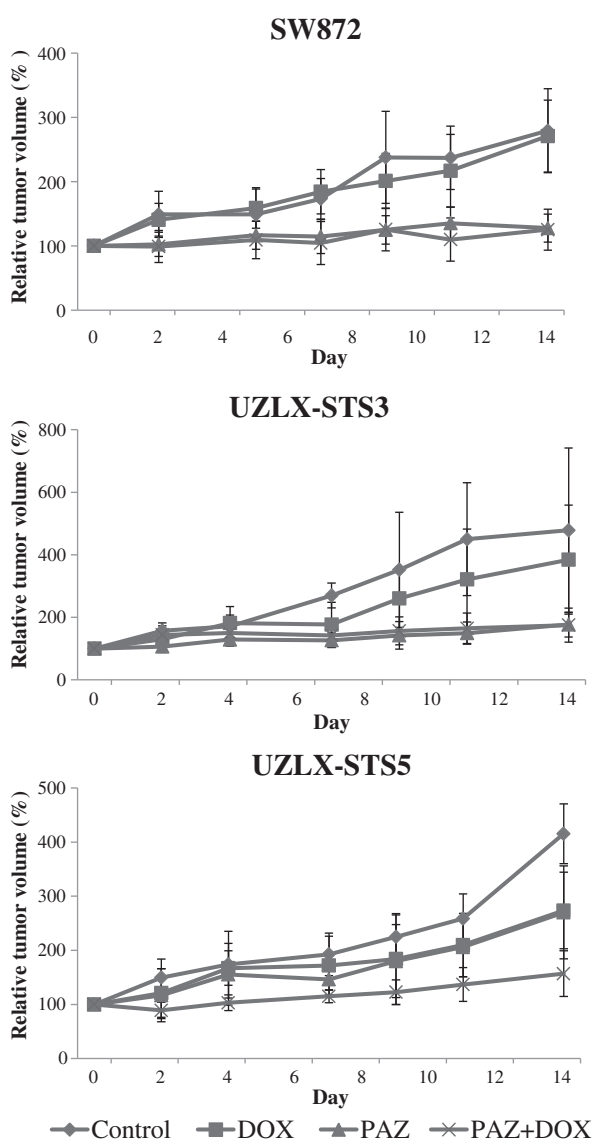 SW872
Relative tumor volume (%)
400
300
200
100
0
0 2 4 6 8 10 12 14
Day
UZLX-STS3
Relative tumor volume (%)
800
600
400
200
0
0 2 4 6 8 10 12 14
Day
UZLX-STS5
Relative tumor volume (%)
500
400
300
200
100
0
0 2 4 6 8 10 12 14
Day
Control DOX PAZ PAZ+DOX